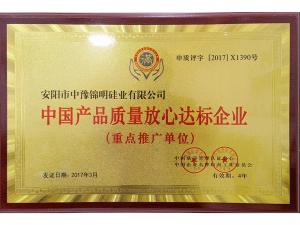 申质评字 [2017] X1390号
安阳市中豫锦明硅业有限公司
中国产品质量放心达标企业
(重点推广单位)
发证日期：2017年3月
有效期：4年